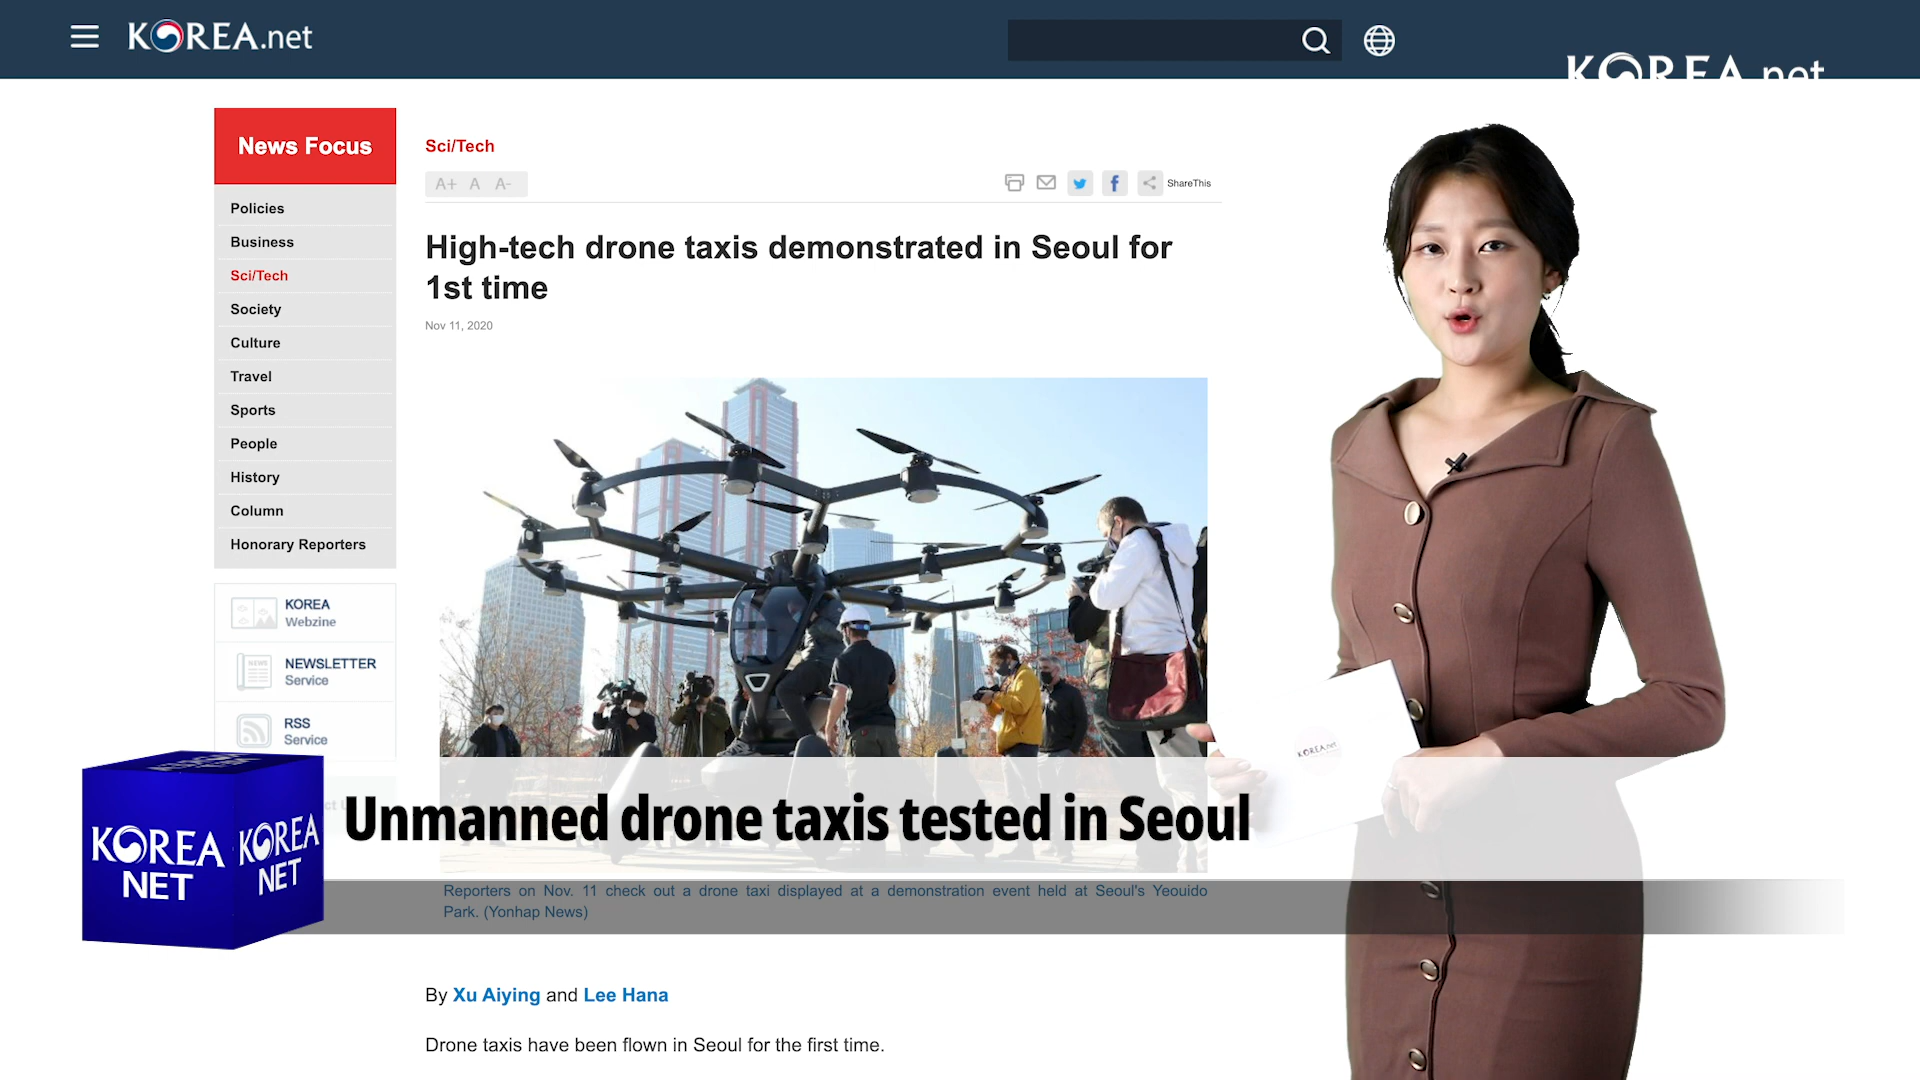 KOREA.net
KOREA.net
News Focus
Policies
Business
Sci/Tech
Society
Culture
Travel
Sports
People
History
Column
Honorary Reporters
KOREA
Webzine
NEWS
NEWSLETTER
Service
RSS
Service
Sci/Tech
A+ A A-
ShareThis
High-tech drone taxis demonstrated in Seoul for
1st time
Nov 11, 2020
KOREA.net
KOREA
NET
KOREA
NET
Unmanned drone taxis tested in Seoul
Reporters on Nov. 11 check out a drone taxi displayed at a demonstration event held at Seoul's Yeouido
Park. (Yonhap News)
By Xu Aiying and Lee Hana
Drone taxis have been flown in Seoul for the first time.